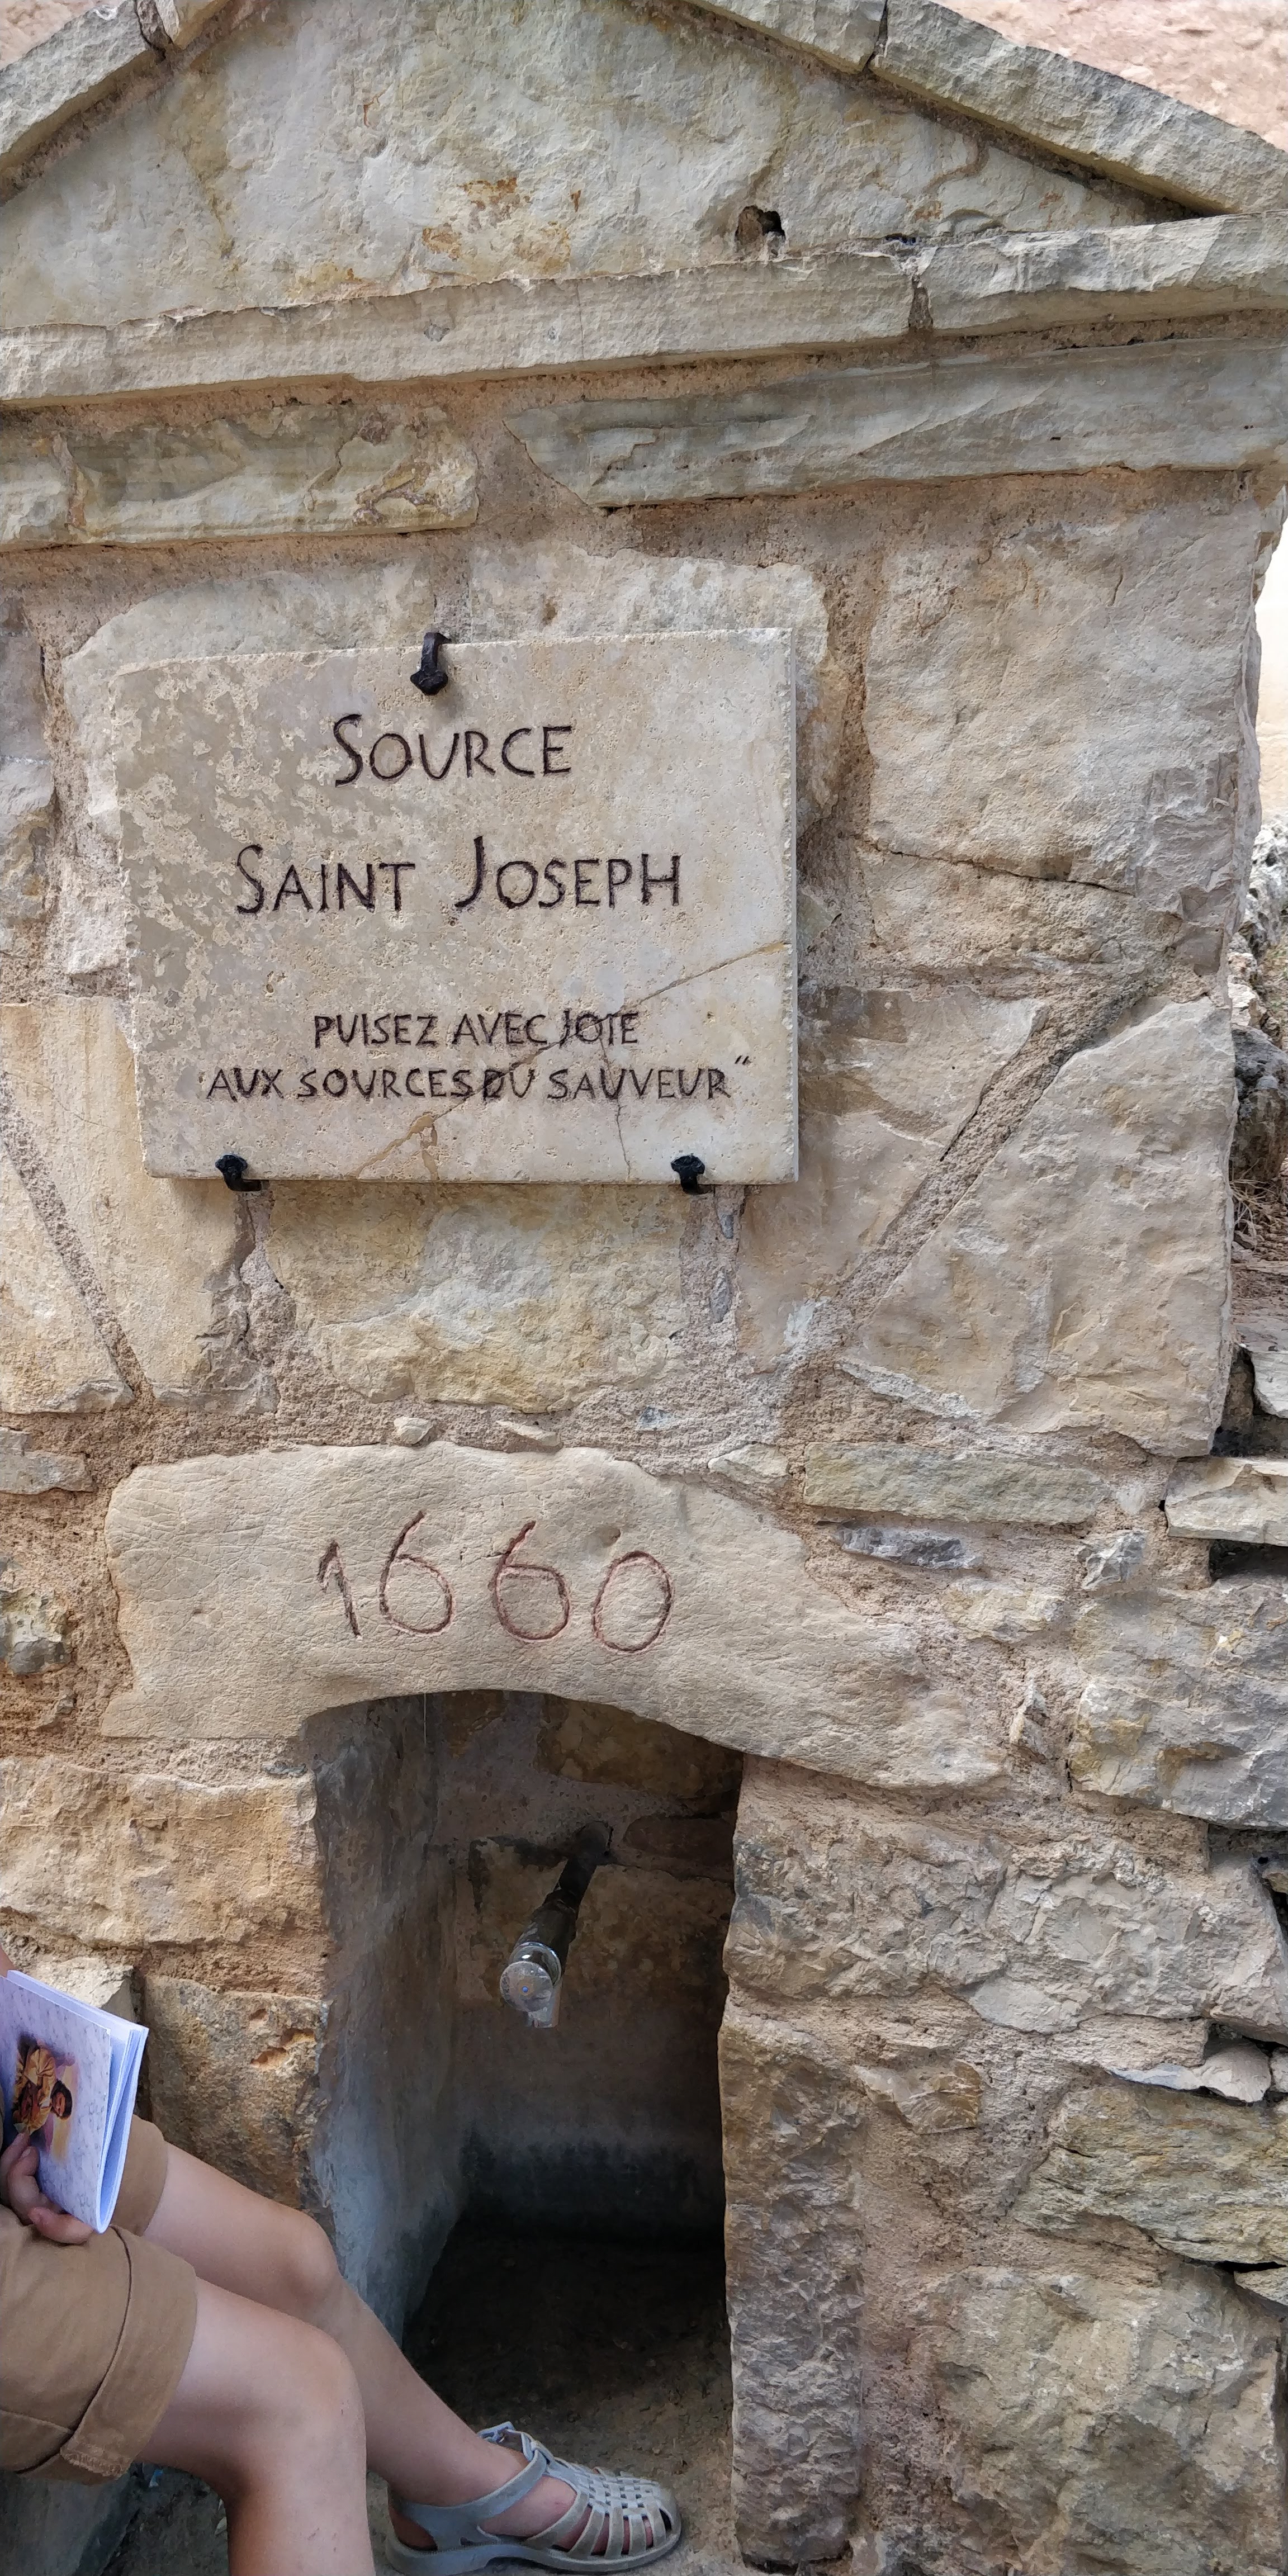 SOURCE
SAINT JOSEPH
PUISEZ AVEC JOIE
AUX SOURCES DU SAUVEUR"
1660